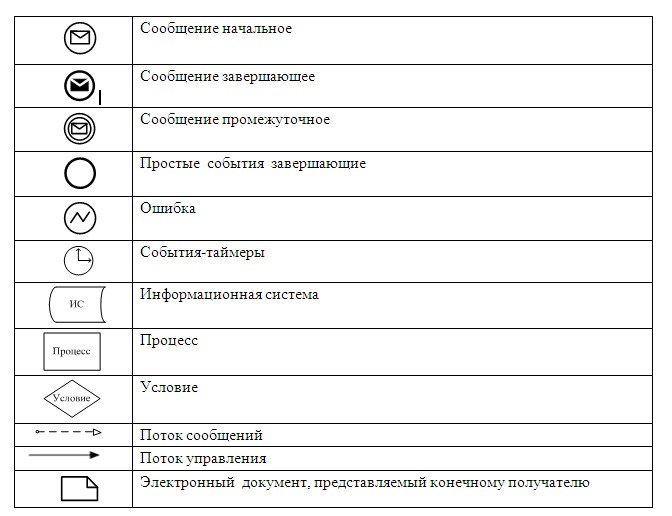 Сообщение начальное
Сообщение завершающее
Сообщение промежуточное
Простые события завершающие
Ошибка
События-таймеры
ИС
Информационная система
Процесс
Процесс
Условие
Условие
Поток сообщений
Поток управления
Электронный документ, представляемый конечному получателю